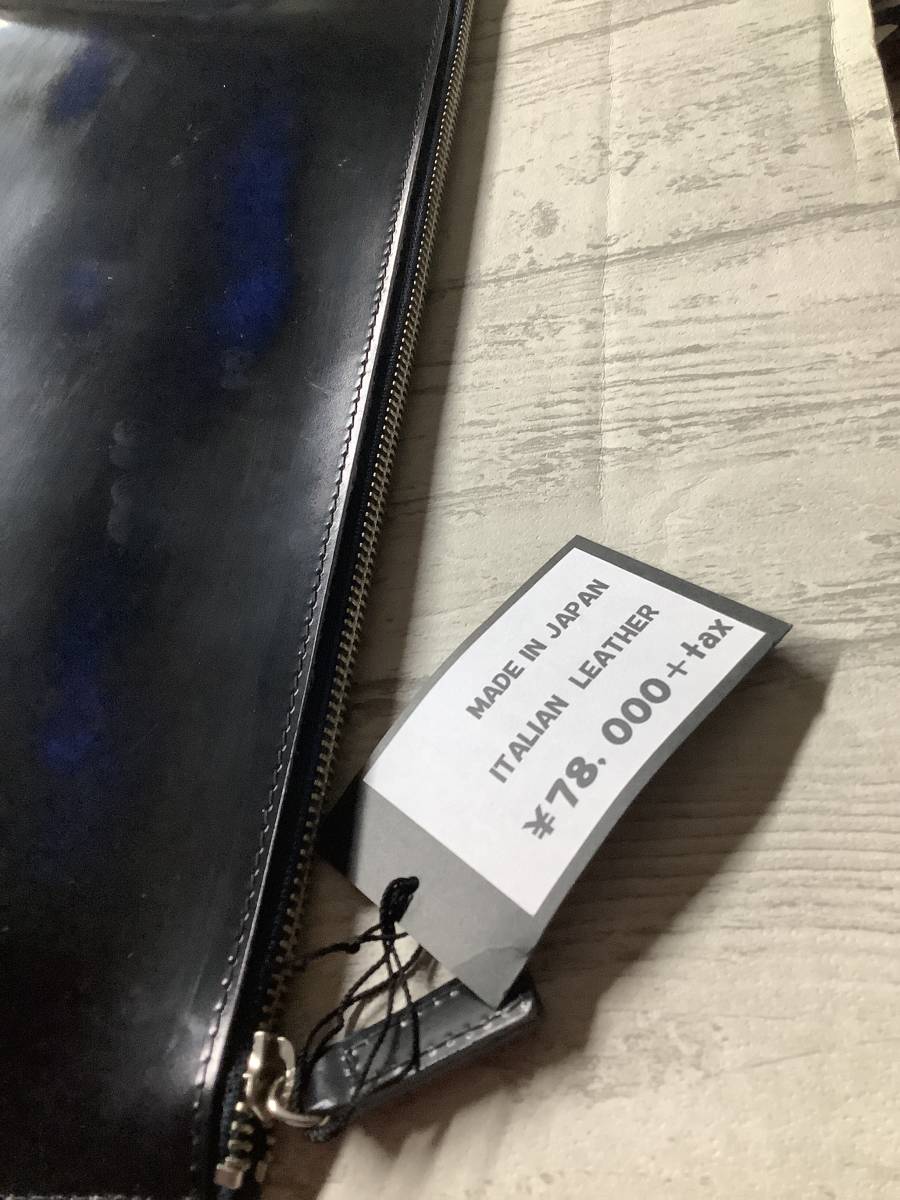 MADE IN JAPAN
ITALIAN LEATHER
¥78.000+tax